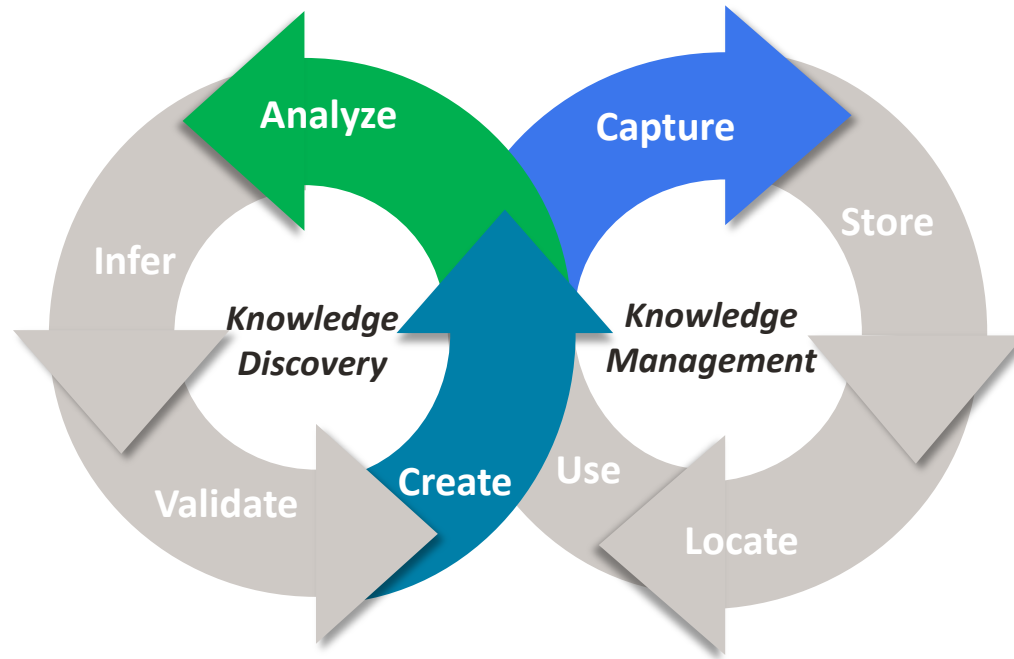 Analyze
Capture
Store
Infer
Knowledge
Discovery
Knowledge
Management
Validate
Create
Use
Locate